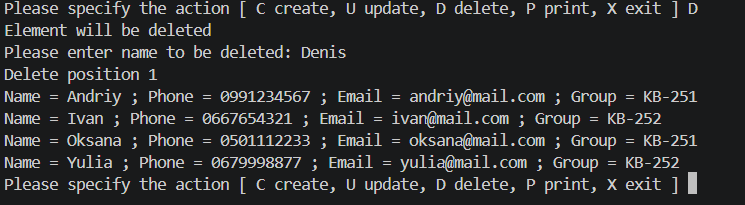 Please specify the action [ C create, U update, D delete, P print, X exit ] D
Element will be deleted
Please enter name to be deleted: Denis
Delete position 1
Name = Andriy ; Phone = 0991234567 ; Email = andriy@mail.com ; Group = KB-251
Name = Ivan ; Phone = 0667654321 ; Email = ivan@mail.com ; Group = KB-252
Name = Oksana ; Phone = 0501112233 ; Email = oksana@mail.com ; Group = KB-251
Name = Yulia ; Phone = 0679998877 ; Email = yulia@mail.com ; Group = KB-252
Please specify the action [ C create, U update, D delete, P print, X exit ]